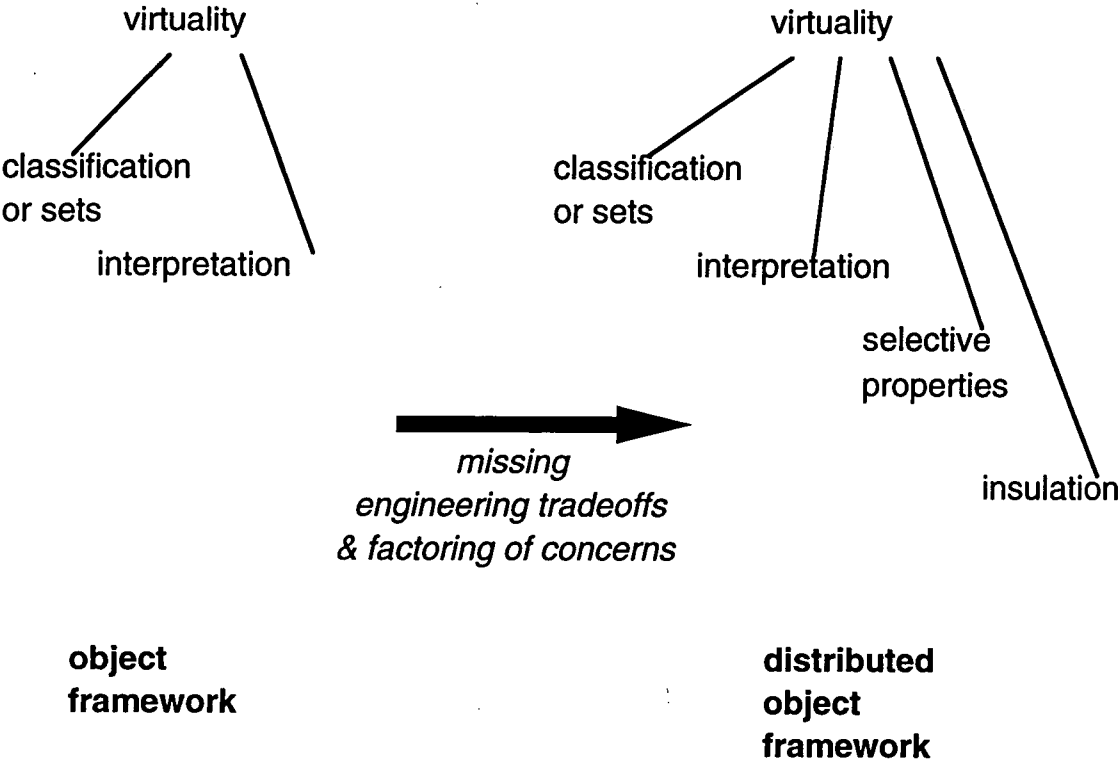 virtuality
classification
or sets
interpretation
virtuality
classification
or sets
interpretation
selective
properties
insulation
missing
engineering tradeoffs
& factoring of concerns
object
framework
distributed
object
framework